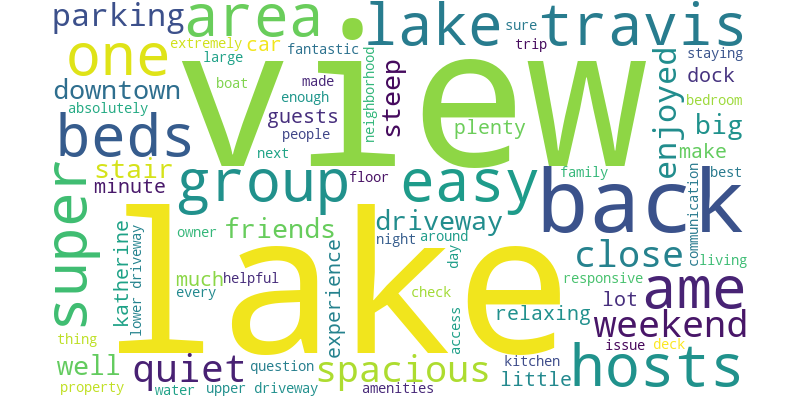 parking
area
lake travis
one
extremely
car
fantastic
sure
trip
large
view
steep
neighborhood
enjoyed
staying
dock
downtown
boat
made
enough
bedroom
absolutely
guests
beds
people
plenty
big
next
make
stair
super
minute
group
floor
easy
family
back
best
communication
katherine
lower driveway
owner
friends
driveway
night
around
day
close
living
lake
experience
much
helpful
every
check
access
responsive
lot
ame
relaxing
weekend
thing
issue
deck
well
quiet
question
spacious
kitchen
little
hosts
property
water
upper driveway
amenities